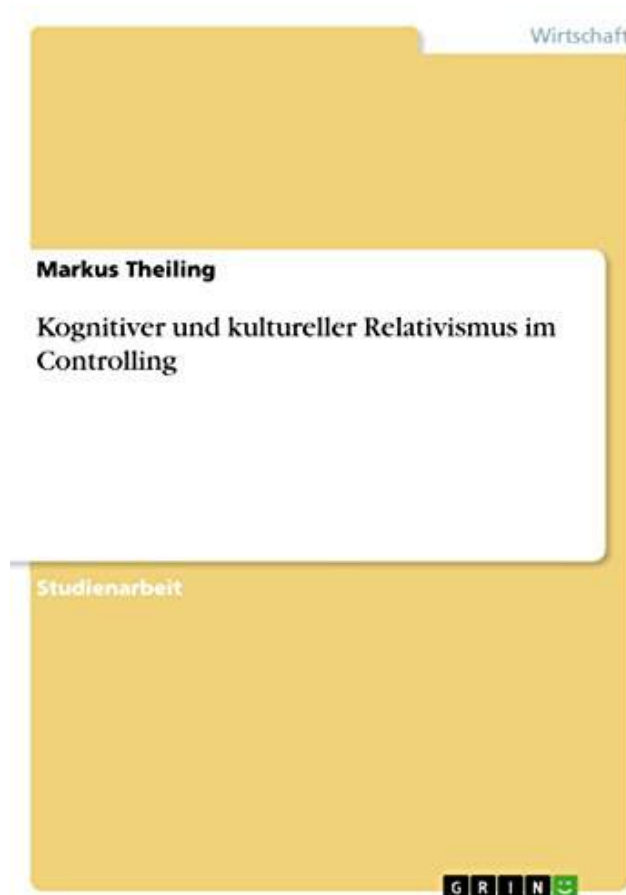 Wirtschaft
Markus Theiling
Kognitiver und kultureller Relativismus im
Controlling
Studienarbeit
GRIN